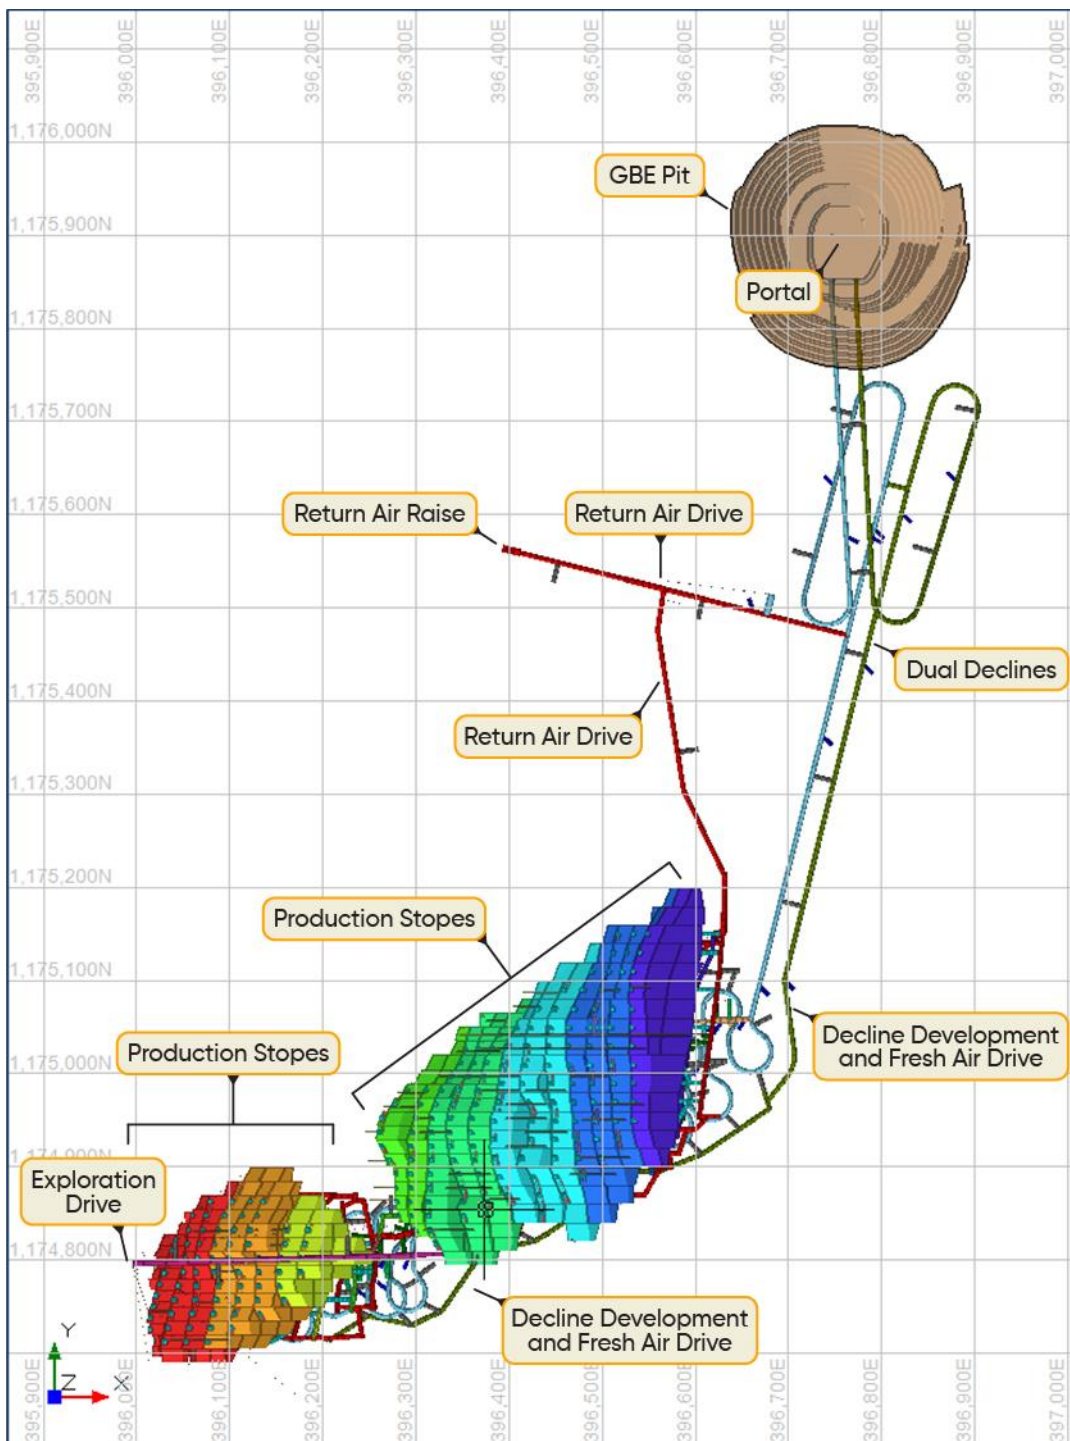 395,900E
396,000E
396,100E
396,200E
396,300E
396,400E
396,500E
396,600E
396,700E
396,800E
396,900E
397,000E
1,176,000N
GBE Pit
1,175,900N
Portal
1,175,800N
1,175,700N
1,175,600N
Return Air Raise
Return Air Drive
1,175,500N
Dual Declines
1,175,400N
Return Air Drive
1,175,300N
1,175,200N
Production Stopes
1,175,100N
Decline Development
and Fresh Air Drive
Production Stopes
1,175,000N
1,174,900N
Exploration
Drive
1,174,800N
Decline Development
and Fresh Air Drive
Y
Z
X
395,900E
396,000E
396,100E
396,200E
396,300E
396,400E
396,500E
396,600E
396,700E
396,800E
396,900E
397,000E